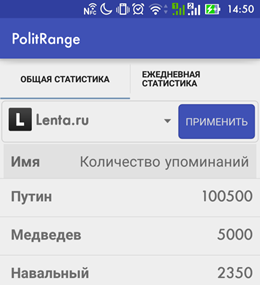 14:50
PolitRange
ОБЩАЯ СТАТИСТИКА
ЕЖЕДНЕВНАЯ
СТАТИСТИКА
L Lenta.ru
ПРИМЕНИТЬ
Имя Количество упоминаний
Путин 100500
Медведев 5000
Навальный 2350